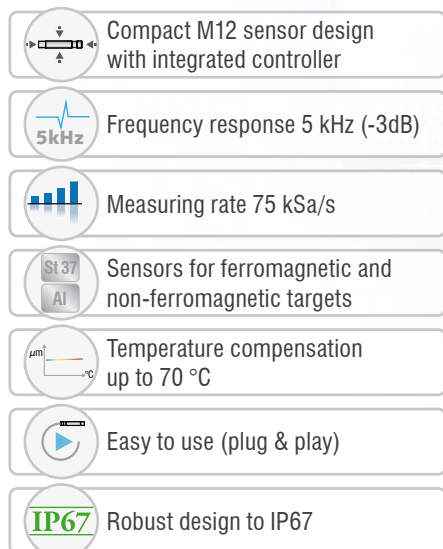 Compact M12 sensor design
with integrated controller
5kHz
Frequency response 5 kHz (-3dB)
Measuring rate 75 kSa/s
St 37
Al
Sensors for ferromagnetic and
non-ferromagnetic targets
µm
°C
Temperature compensation
up to 70 °C
Easy to use (plug & play)
IP67
Robust design to IP67